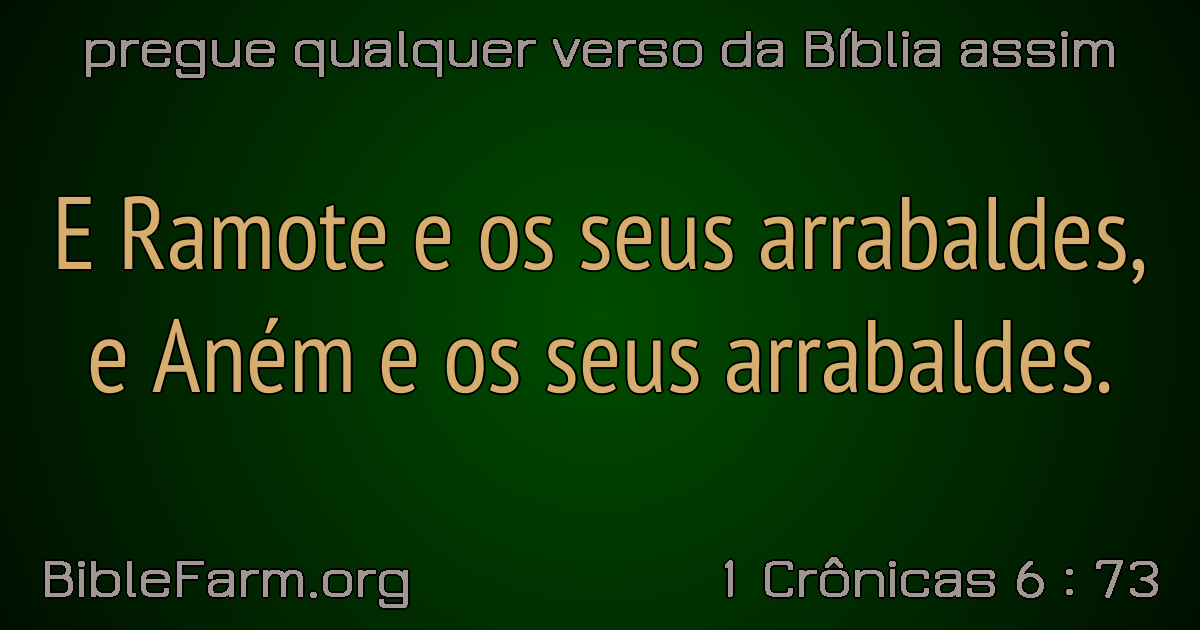 pregue qualquer verso da Bíblia assim
E Ramote e os seus arrabaldes,
e Aném e os seus arrabaldes.
BibleFarm.org
1 Crônicas 6 : 73